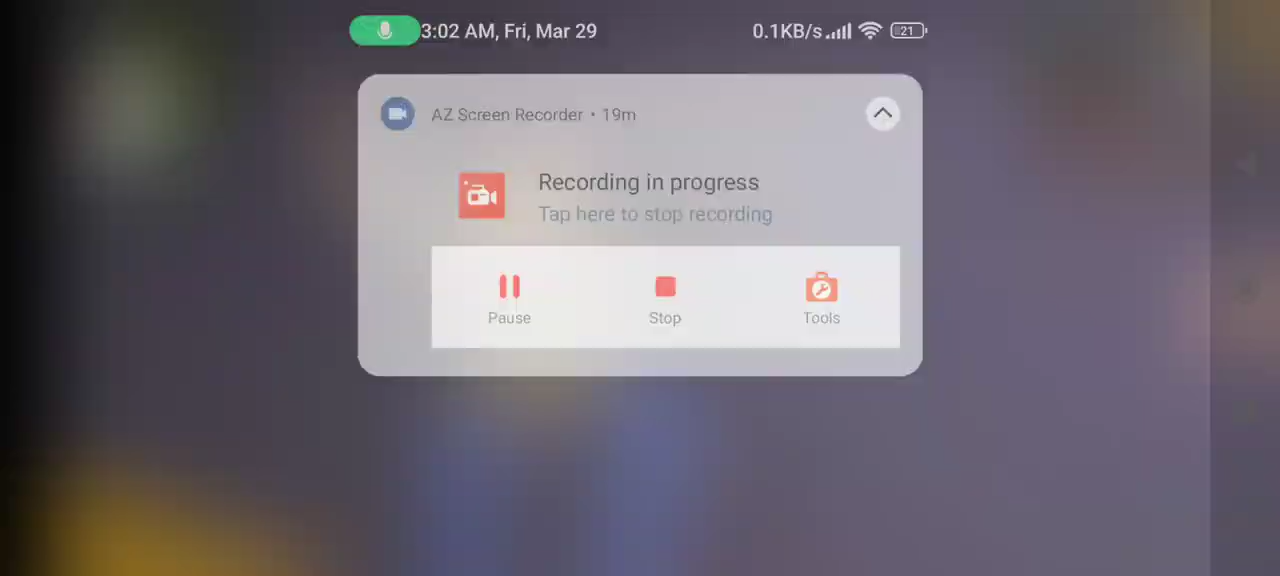 3:02 AM, Fri, Mar 29 0.1KB/s 21
AZ Screen Recorder • 19m
Recording in progress
Tap here to stop recording
Pause Stop Tools